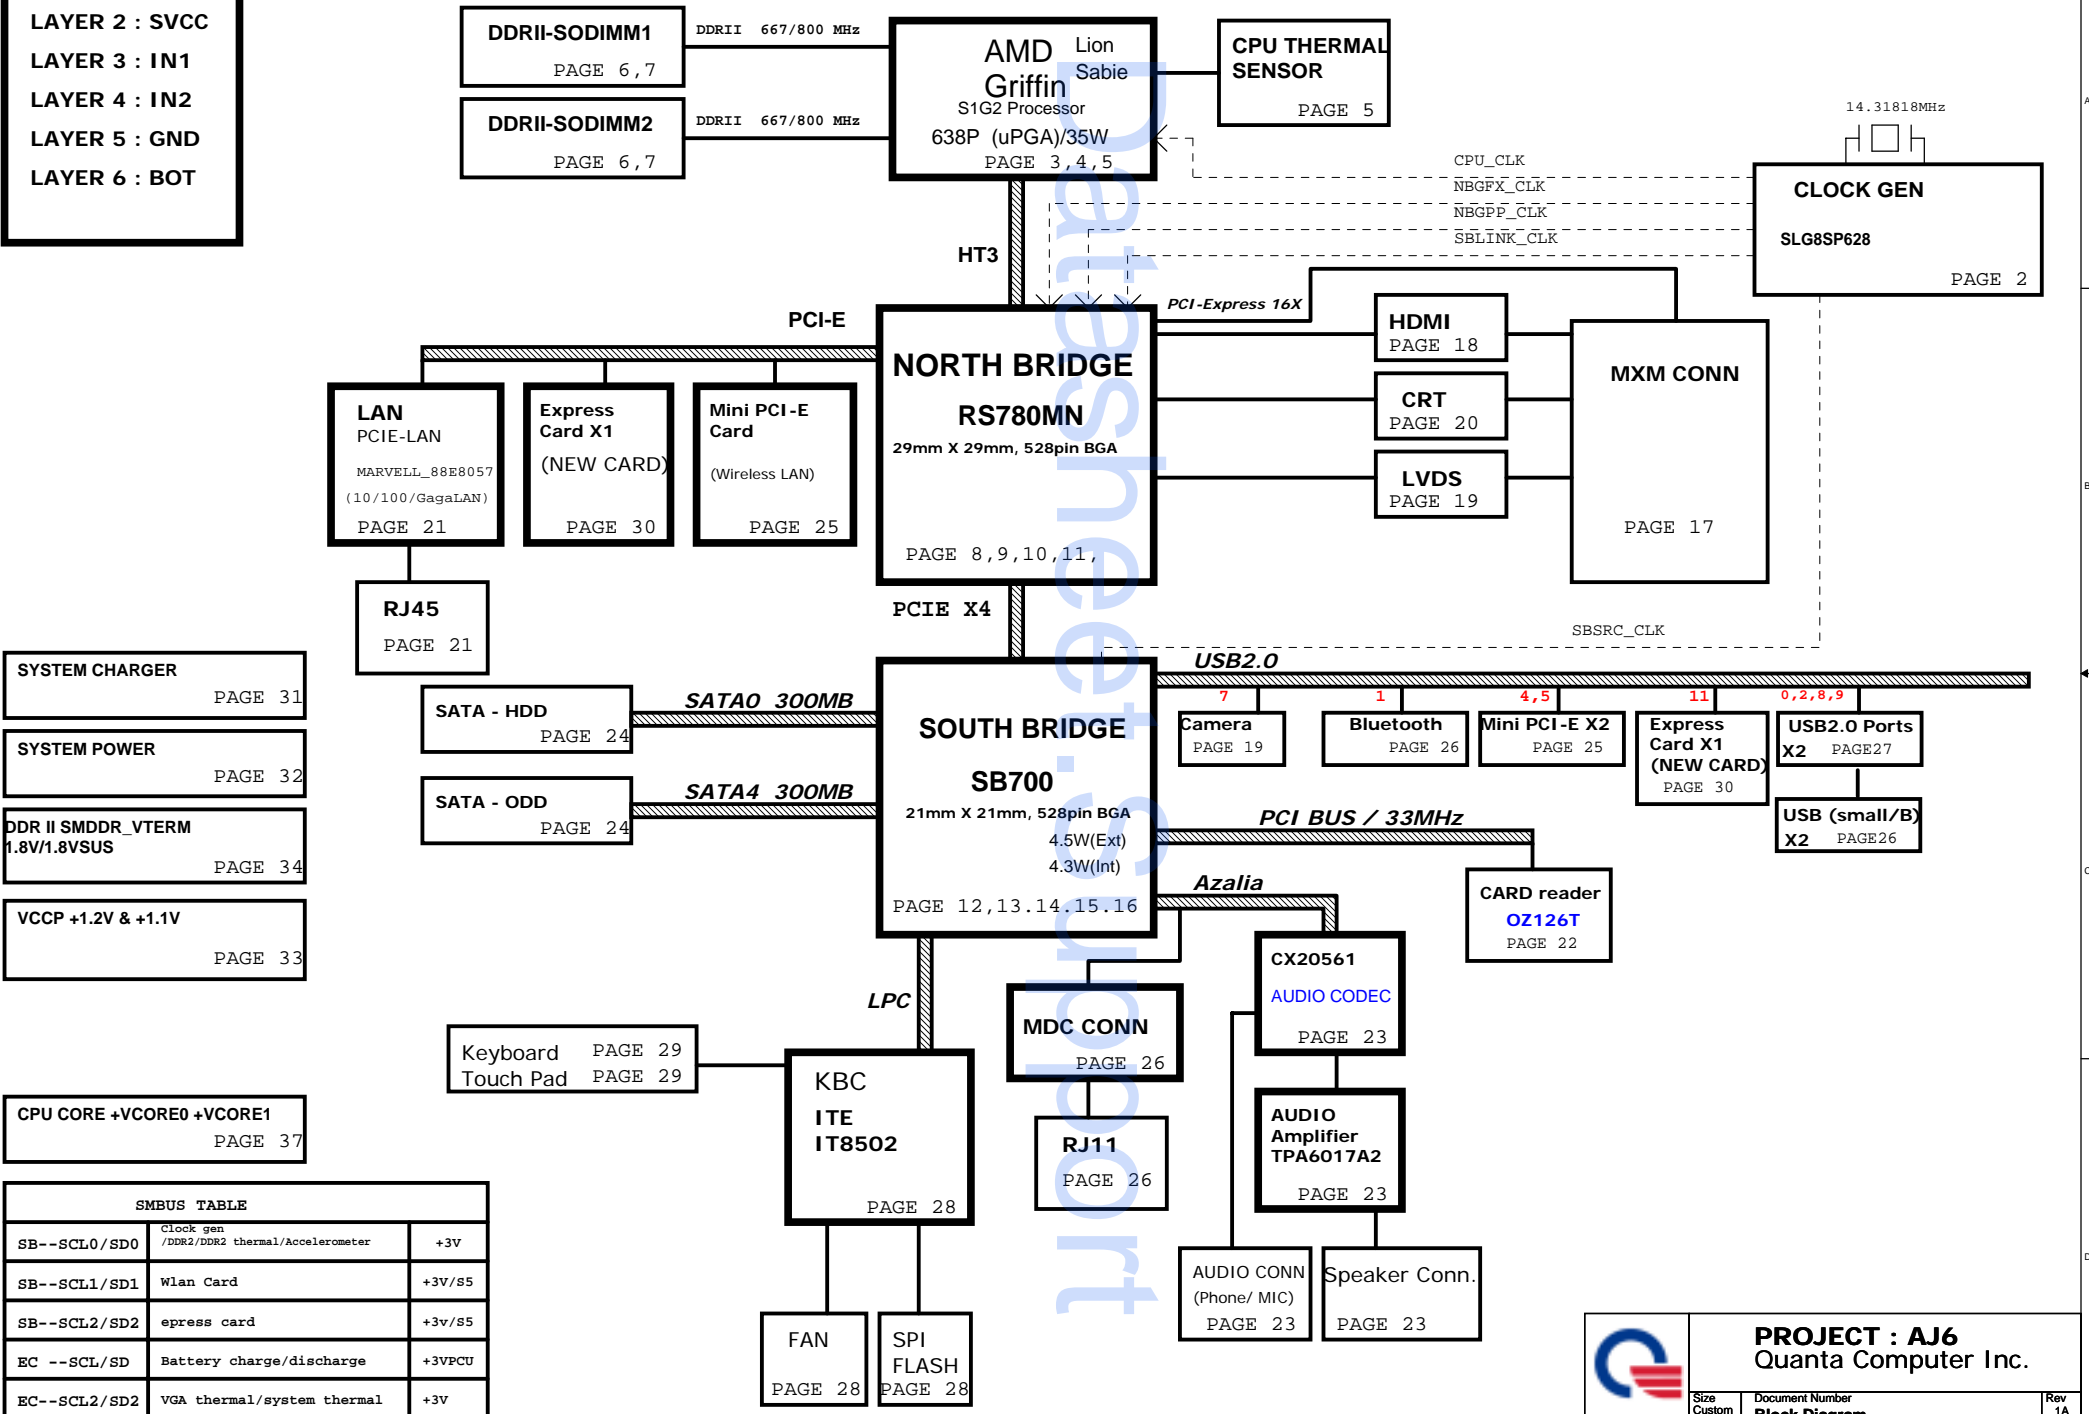 LAYER 2 : SVCC
LAYER 3 : IN1
LAYER 4 : IN2
LAYER 5 : GND
LAYER 6 : BOT
DDRII-SODIMM1
PAGE 6,7
DDRII 667/800 MHz
DDRII-SODIMM2
PAGE 6,7
DDRII 667/800 MHz
AMD Lion
Griffin Sabie
S1G2 Processor
638P (uPGA)/35W
PAGE 3,4,5
CPU THERMAL
SENSOR
PAGE 5
14.31818MHz
CPU_CLK
NBGFX_CLK
NBGPP_CLK
SBLINK_CLK
CLOCK GEN
SLG8SP628
PAGE 2
HT3
PCI-E
PCI-Express 16X
NORTH BRIDGE
RS780MN
29mm X 29mm, 528pin BGA
PAGE 8,9,10,11,
HDMI
PAGE 18
CRT
PAGE 20
LVDS
PAGE 19
MXM CONN
PAGE 17
LAN
PCIE-LAN
MARVELL_88E8057
(10/100/GagaLAN)
PAGE 21
Express
Card X1
(NEW CARD)
PAGE 30
Mini PCI-E
Card
(Wireless LAN)
PAGE 25
RJ45
PAGE 21
PCIE X4
SBSRC_CLK
SYSTEM CHARGER
PAGE 31
SYSTEM POWER
PAGE 32
DDR II SMDDR_VTERM
1.8V/1.8VSUS
PAGE 34
VCCP +1.2V & +1.1V
PAGE 33
CPU CORE +VCORE0 +VCORE1
PAGE 37
SATA - HDD
PAGE 24
SATA0 300MB
SATA - ODD
PAGE 24
SATA4 300MB
SOUTH BRIDGE
SB700
21mm X 21mm, 528pin BGA
4.5W(Ext)
4.3W(Int)
PAGE 12,13.14.15.16
USB2.0
7
1
4,5
11
0,2,8,9
Camera
PAGE 19
Bluetooth
PAGE 26
Mini PCI-E X2
PAGE 25
Express
Card X1
(NEW CARD)
PAGE 30
USB2.0 Ports
X2 PAGE27
USB (small/B)
X2 PAGE26
PCI BUS / 33MHz
CARD reader
OZ126T
PAGE 22
Azalia
CX20561
AUDIO CODEC
PAGE 23
MDC CONN
PAGE 26
RJ11
PAGE 26
AUDIO
Amplifier
TPA6017A2
PAGE 23
AUDIO CONN
(Phone/ MIC)
PAGE 23
Speaker Conn.
PAGE 23
LPC
Keyboard PAGE 29
Touch Pad PAGE 29
KBC
ITE
IT8502
PAGE 28
FAN
PAGE 28
SPI
FLASH
PAGE 28
SMBUS TABLE
SB--SCL0/SD0 Clock gen /DDR2/DDR2 thermal/Accelerometer +3V
SB--SCL1/SD1 Wlan Card +3V/S5
SB--SCL2/SD2 epress card +3v/S5
EC --SCL/SD Battery charge/discharge +3VPCU
EC--SCL2/SD2 VGA thermal/system thermal +3V
PROJECT : AJ6
Quanta Computer Inc.
Size
Custom
Document Number
Block Diagram
Rev
1A
A
B
C
D
Datasheet.Support